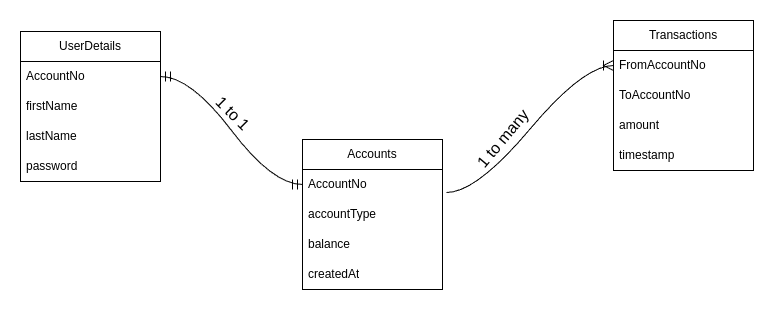 UserDetails
AccountNo
firstName
lastName
password
1 to 1
Accounts
AccountNo
accountType
balance
createdAt
1 to many
Transactions
FromAccountNo
ToAccountNo
amount
timestamp